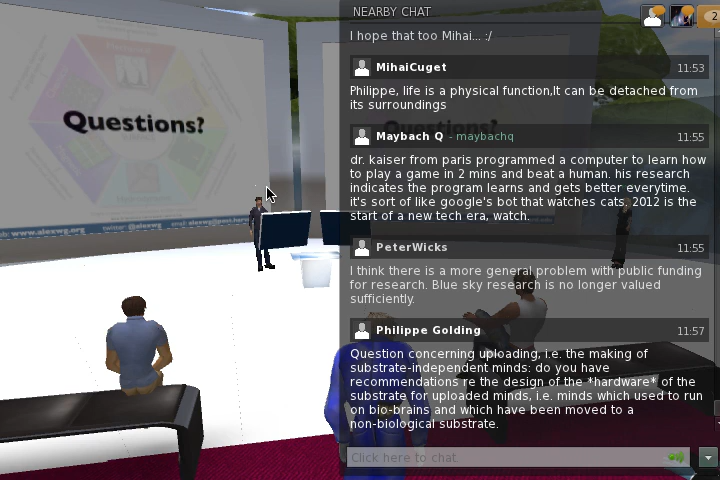 NEARBY CHAT
2
I hope that too Mihai... :/
MihaiCuget 11:53
Philippe, life is a physical function,It can be detached from
its surroundings
Maybach Q - maybachq 11:55
dr. kaiser from paris programmed a computer to learn how
to play a game in 2 mins and beat a human. his research
indicates the program learns and gets better everytime.
it's sort of like google's bot that watches cats. 2012 is the
start of a new tech era, watch.
PeterWicks 11:55
I think there is a more general problem with public funding
for research. Blue sky research is no longer valued
sufficiently.
Philippe Golding 11:57
Question concerning uploading, i.e. the making of
substrate-independent minds: do you have
recommendations re the design of the *hardware* of the
substrate for uploaded minds, i.e. minds which used to run
on bio-brains and which have been moved to a
non-biological substrate.
Click here to chat.
Questions?
www.alexwg.org
twitter @alexwg